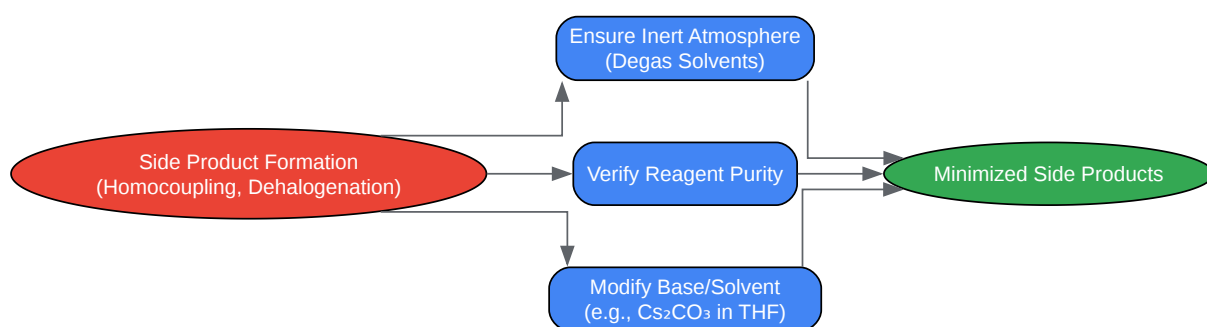 Ensure Inert Atmosphere
(Degas Solvents)
Side Product Formation
(Homocoupling, Dehalogenation)
Verify Reagent Purity
Minimized Side Products
Modify Base/Solvent
(e.g., Cs₂CO₃ in THF)